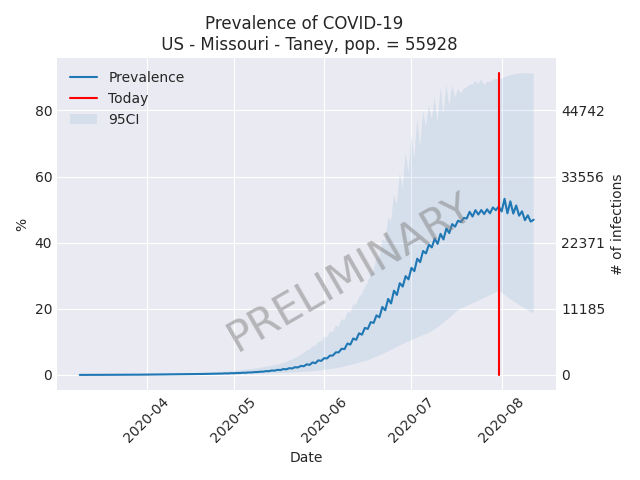 Prevalence of COVID-19
US - Missouri - Taney, pop. = 55928
Prevalence
Today
95CI
80
60
40
20
0
%
44742
33556
22371
11185
0
# of infections
PRELIMINARY
2020-04
2020-05
2020-06
2020-07
2020-08
Date